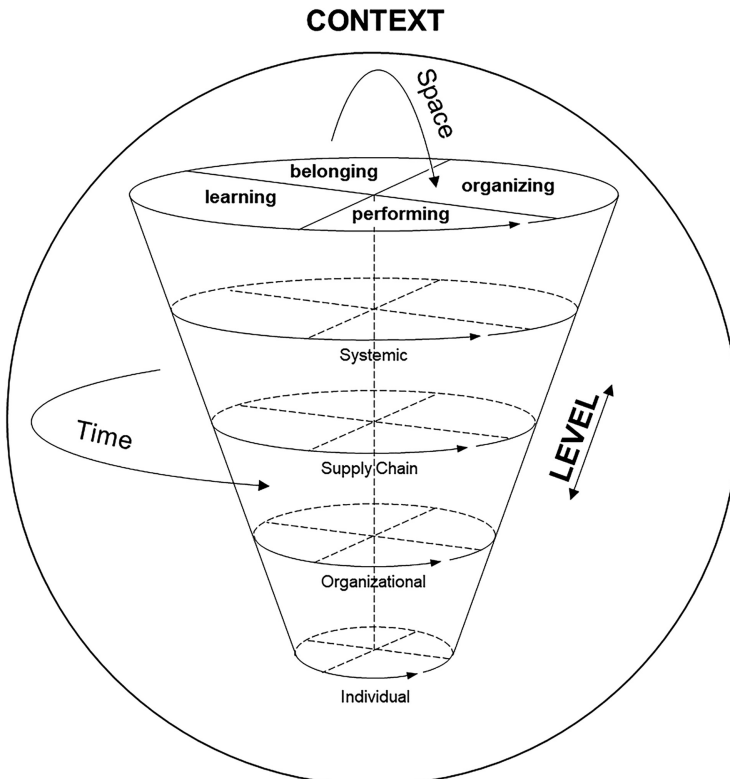 CONTEXT
Space
belonging
learning
organizing
performing
Systemic
Time
LEVEL
Supply Chain
Organizational
Individual